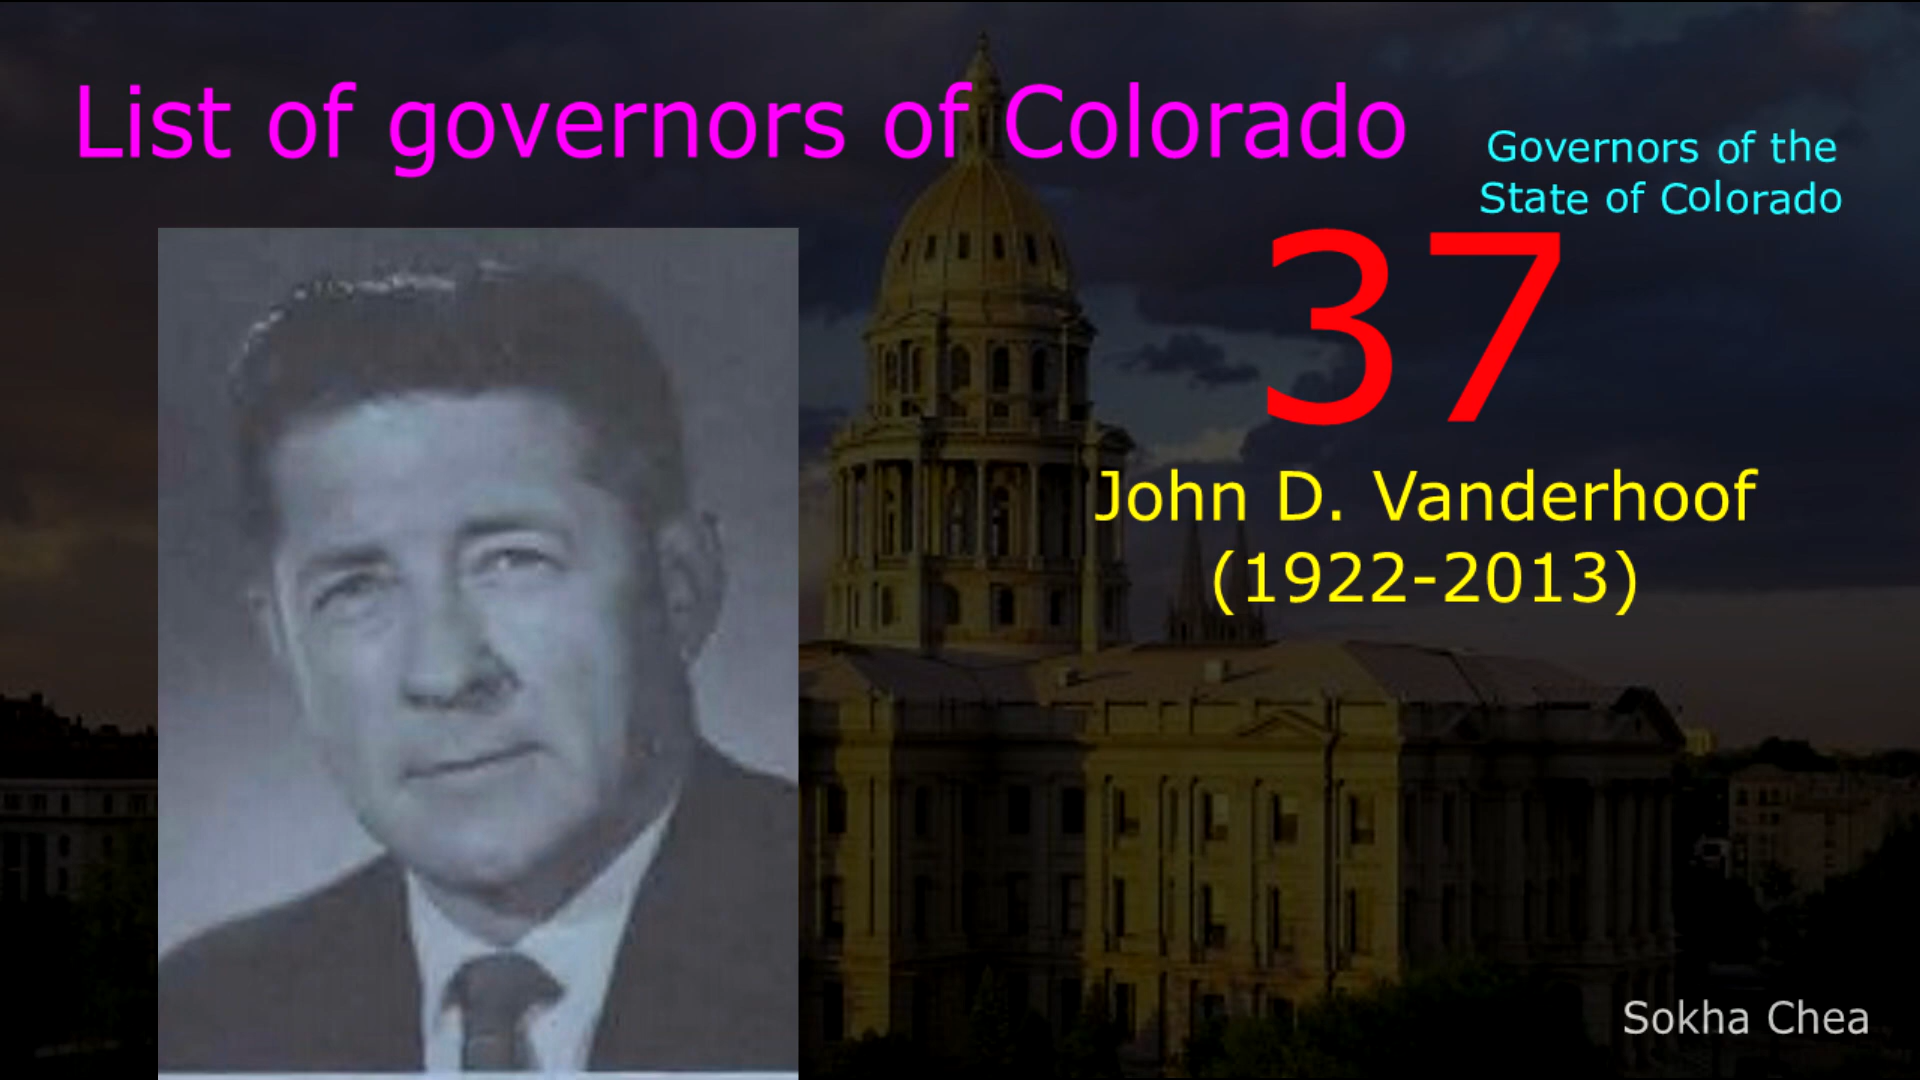 List of governors of Colorado
Governors of the
State of Colorado
37
John D. Vanderhoof
(1922-2013)
Sokha Chea